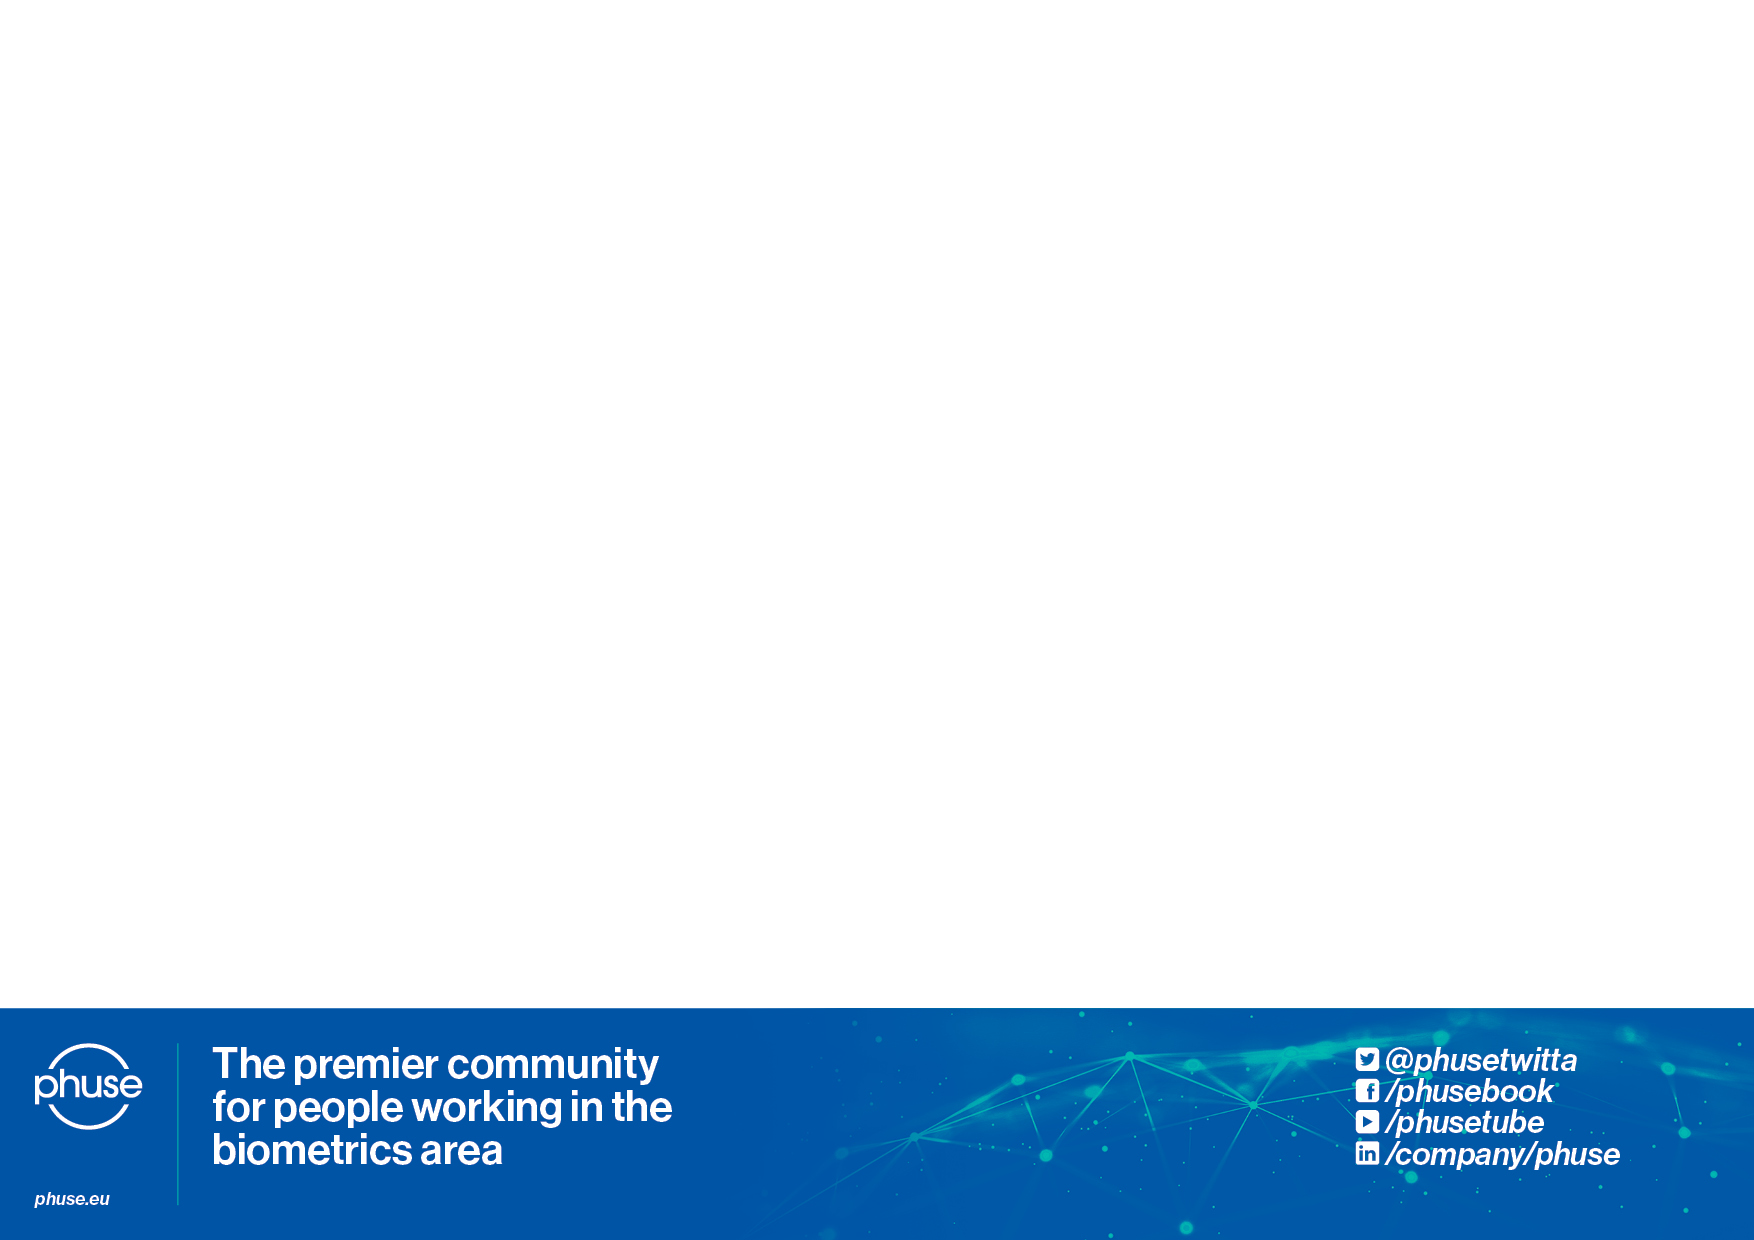 phuse
phuse.eu
The premier community
for people working in the
biometrics area
@phusetwitta
/phusebook
/phusetube
/company/phuse